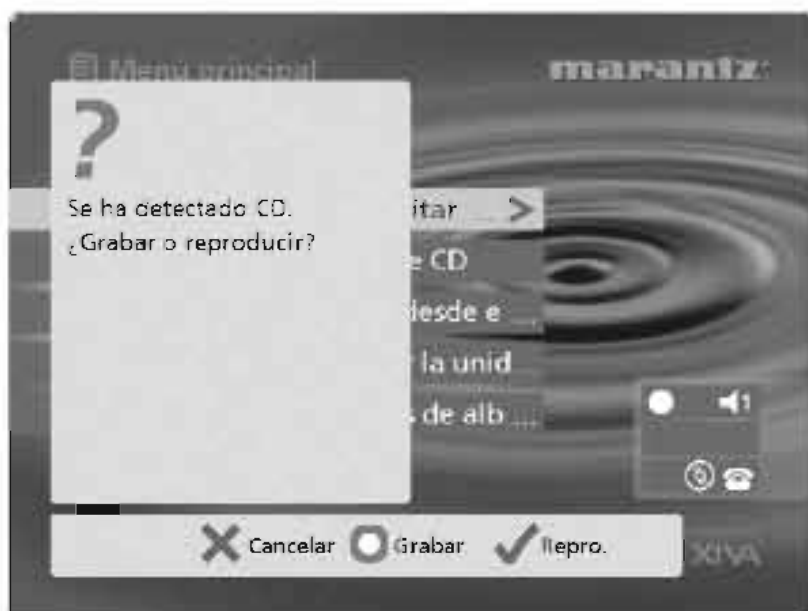 Menu principal
marantz
?
Se ha detectado CD.
¿Grabar o reproducir?
itar ... >
e CD
desde e ...
r la unid
s de alb ...
1
Cancelar
Grabar
Repro.
XIVA